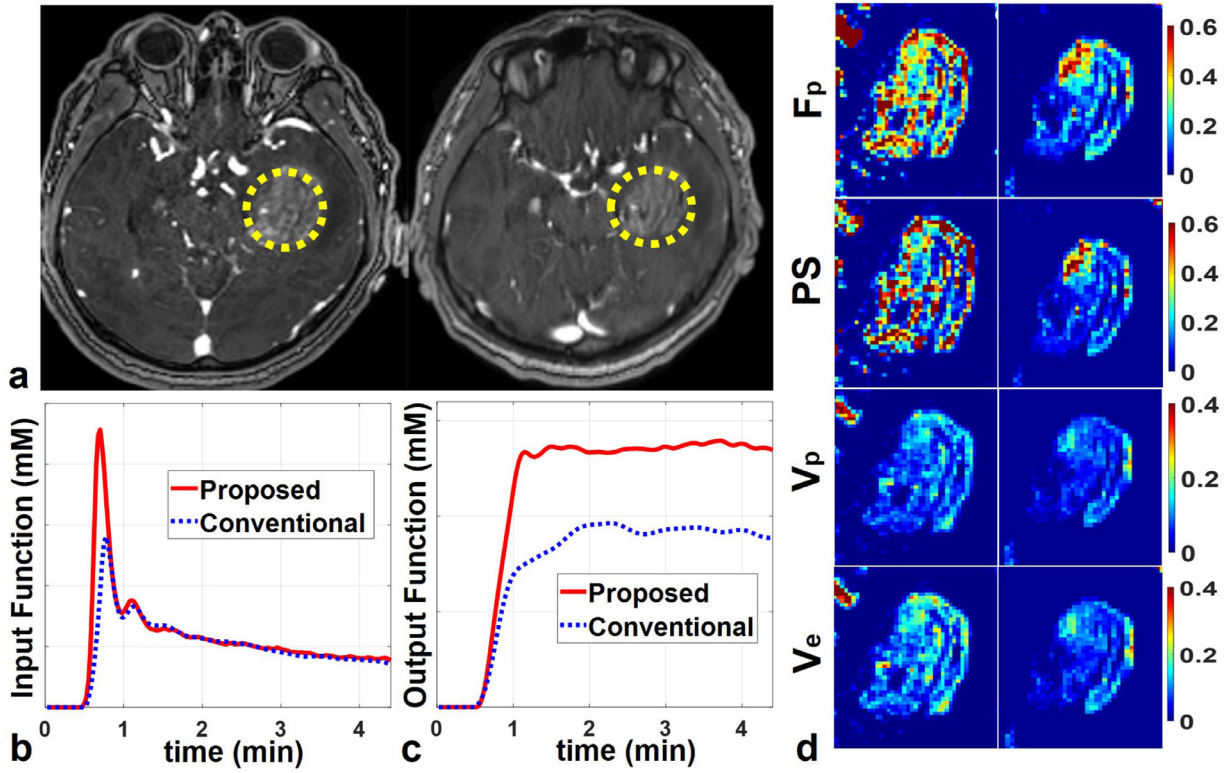 a
Input Function (mM)
Proposed
Conventional
0
1
2
3
4
time (min)
b
Output Function (mM)
Proposed
Conventional
0
1
2
3
4
time (min)
c
Fp
0.6
0.4
0.2
0
PS
0.6
0.4
0.2
0
Vp
0.4
0.2
0
Ve
0.4
0.2
0
d